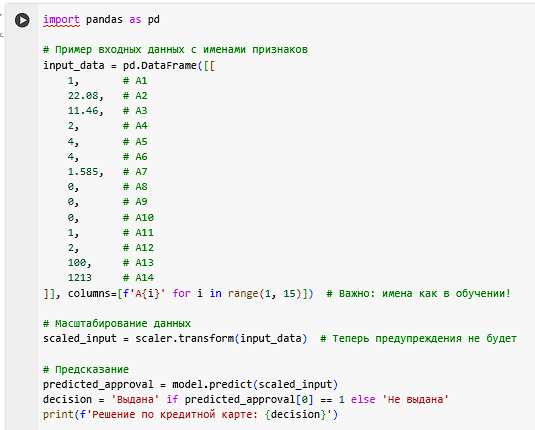 import pandas as pd
# Пример входных данных с именами признаков
input_data = pd.DataFrame([[
    1,       # A1
    22.08,   # A2
    11.46,   # A3
    2,       # A4
    4,       # A5
    4,       # A6
    1.585,   # A7
    0,       # A8
    0,       # A9
    0,       # A10
    1,       # A11
    2,       # A12
    100,     # A13
    1213     # A14
]], columns=[f'A{i}' for i in range(1, 15)])  # Важно: имена как в обучении!
# Масштабирование данных
scaled_input = scaler.transform(input_data)  # Теперь предупреждения не будет
# Предсказание
predicted_approval = model.predict(scaled_input)
decision = 'Выдана' if predicted_approval[0] == 1 else 'Не выдана'
print(f'Решение по кредитной карте: {decision}')